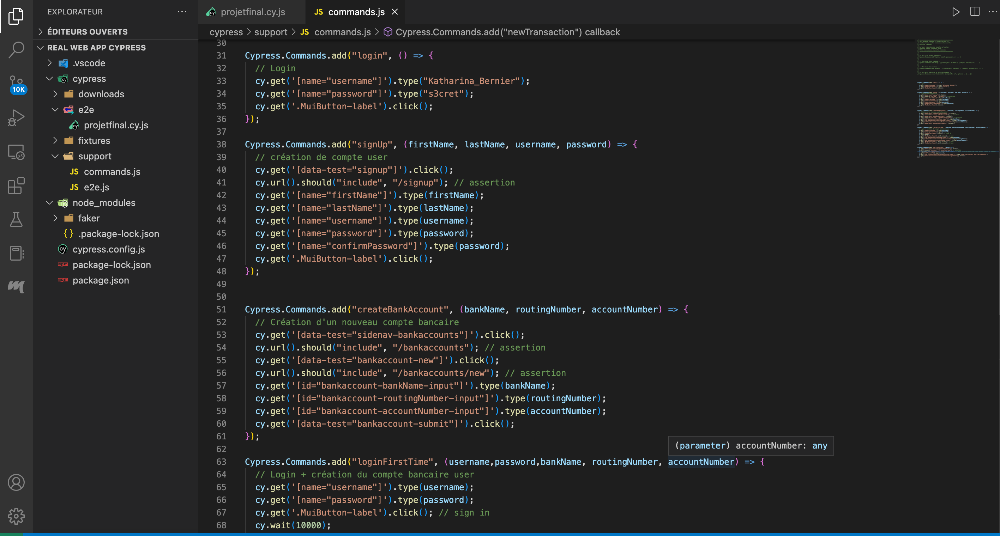 EXPLORATEUR
ÉDITEURS OUVERTS
REAL WEB APP CYPRESS
.vscode
cypress
downloads
e2e
projetfinal.cy.js
fixtures
support
JS commands.js
JS e2e.js
node_modules
faker
{} .package-lock.json
cypress.config.js
package-lock.json
package.json
10K
projetfinal.cy.js
JS commands.js
cypress > support > JS commands.js > Cypress.Commands.add("newTransaction") callback
30
31 Cypress.Commands.add("login", () => {
32 // Login
33 cy.get('[name="username"]').type("Katharina_Bernier");
34 cy.get('[name="password"]').type("s3cret");
35 cy.get('.MuiButton-label').click();
36 });
37
38 Cypress.Commands.add("signUp", (firstName, lastName, username, password) => {
39 // création de compte user
40 cy.get('[data-test="signup"]').click();
41 cy.url().should("include", "/signup"); // assertion
42 cy.get('[name="firstName"]').type(firstName);
43 cy.get('[name="lastName"]').type(lastName);
44 cy.get('[name="username"]').type(username);
45 cy.get('[name="password"]').type(password);
46 cy.get('[name="confirmPassword"]').type(password);
47 cy.get('.MuiButton-label').click();
48 });
49
50
51 Cypress.Commands.add("createBankAccount", (bankName, routingNumber, accountNumber) => {
52 // Création d'un nouveau compte bancaire
53 cy.get('[data-test="sidenav-bankaccounts"]').click();
54 cy.url().should("include", "/bankaccounts"); // assertion
55 cy.get('[data-test="bankaccount-new"]').click();
56 cy.url().should("include", "/bankaccounts/new"); // assertion
57 cy.get('[id="bankaccount-bankName-input"]').type(bankName);
58 cy.get('[id="bankaccount-routingNumber-input"]').type(routingNumber);
59 cy.get('[id="bankaccount-accountNumber-input"]').type(accountNumber);
60 cy.get('[data-test="bankaccount-submit"]').click();
61 });
62
(parameter) accountNumber: any
63 Cypress.Commands.add("loginFirstTime", (username,password,bankName, routingNumber, accountNumber) => {
64 // Login + création du compte bancaire user
65 cy.get('[name="username"]').type(username);
66 cy.get('[name="password"]').type(password);
67 cy.get('.MuiButton-label').click(); // sign in
68 cy.wait(10000);